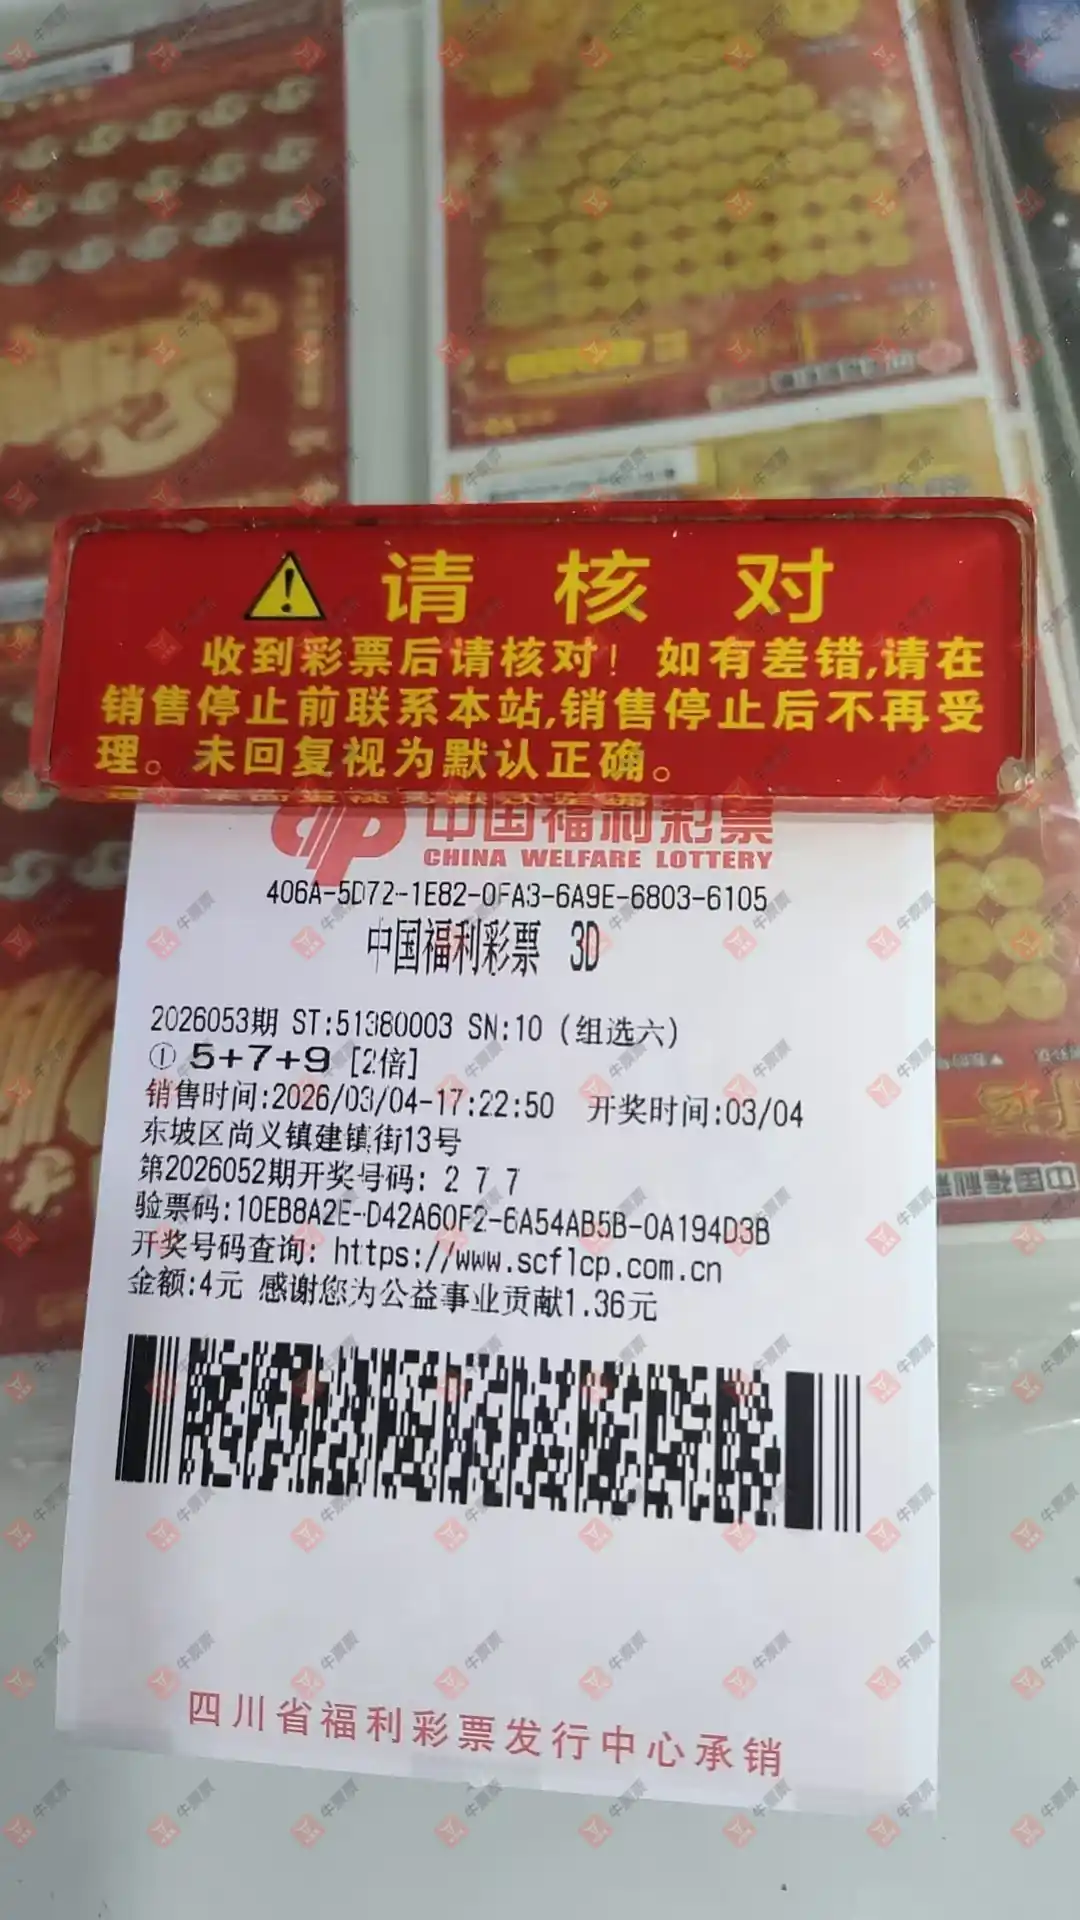 请核对
收到彩票后请核对！如有差错,请在
销售停止前联系本站,销售停止后不再受
理。未回复视为默认正确。
中国福利彩票
CHINA WELFARE LOTTERY
406A-5D72-1E82-0FA3-6A9E-6803-6105
中国福利彩票 3D
2026053期 ST:51380003 SN:10 (组选六)
① 5+7+9 [2倍]
销售时间:2026/03/04-17:22:50 开奖时间:03/04
东坡区尚义镇建镇街13号
第2026052期开奖号码: 2 7 7
验票码:10EB8A2E-D42A60F2-6A54AB5B-0A194D3B
开奖号码查询: https://www.scflcp.com.cn
金额:4元 感谢您为公益事业贡献1.36元
四川省福利彩票发行中心承销
牛票票